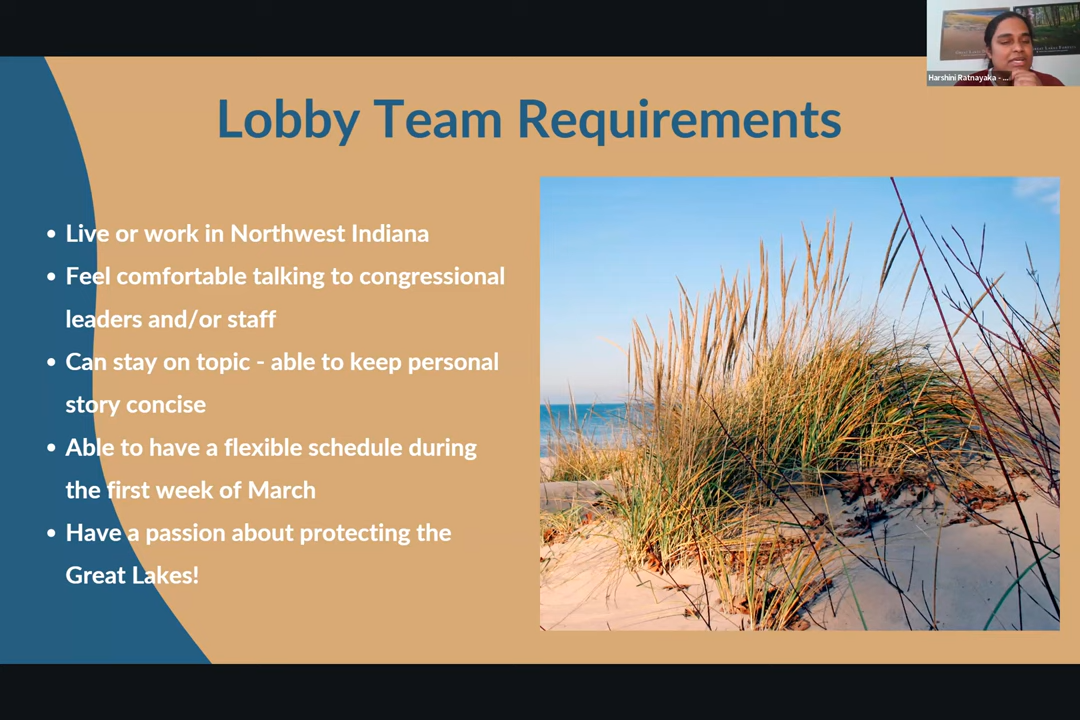 Harshini Ratnayaka - ...
Lobby Team Requirements
• Live or work in Northwest Indiana
• Feel comfortable talking to congressional
leaders and/or staff
• Can stay on topic - able to keep personal
story concise
• Able to have a flexible schedule during
the first week of March
• Have a passion about protecting the
Great Lakes!